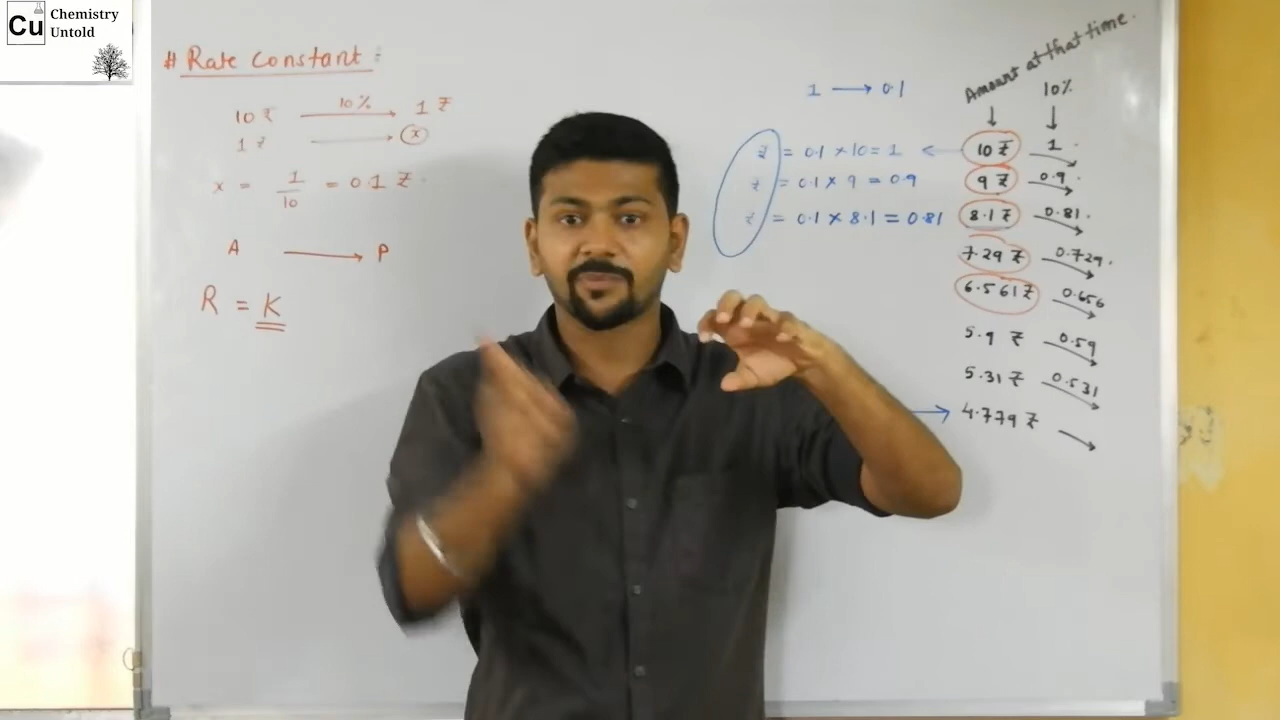 Cu
Chemistry
Untold
# Rate Constant :
10 ₹ 10% 1 ₹
1 ₹ → x
x = 1/10 = 0.1 ₹
A → P
R = K
1 → 0.1
Amount at that time.
10%
₹ = 0.1 × 10 = 1 ← 10 ₹ 1
₹ = 0.1 × 9 = 0.9 9 ₹ 0.9
₹ = 0.1 × 8.1 = 0.81 8.1 ₹ 0.81
7.29 ₹ 0.729
6.561 ₹ 0.656
5.9 ₹ 0.59
5.31 ₹ 0.531
→ 4.779 ₹ →